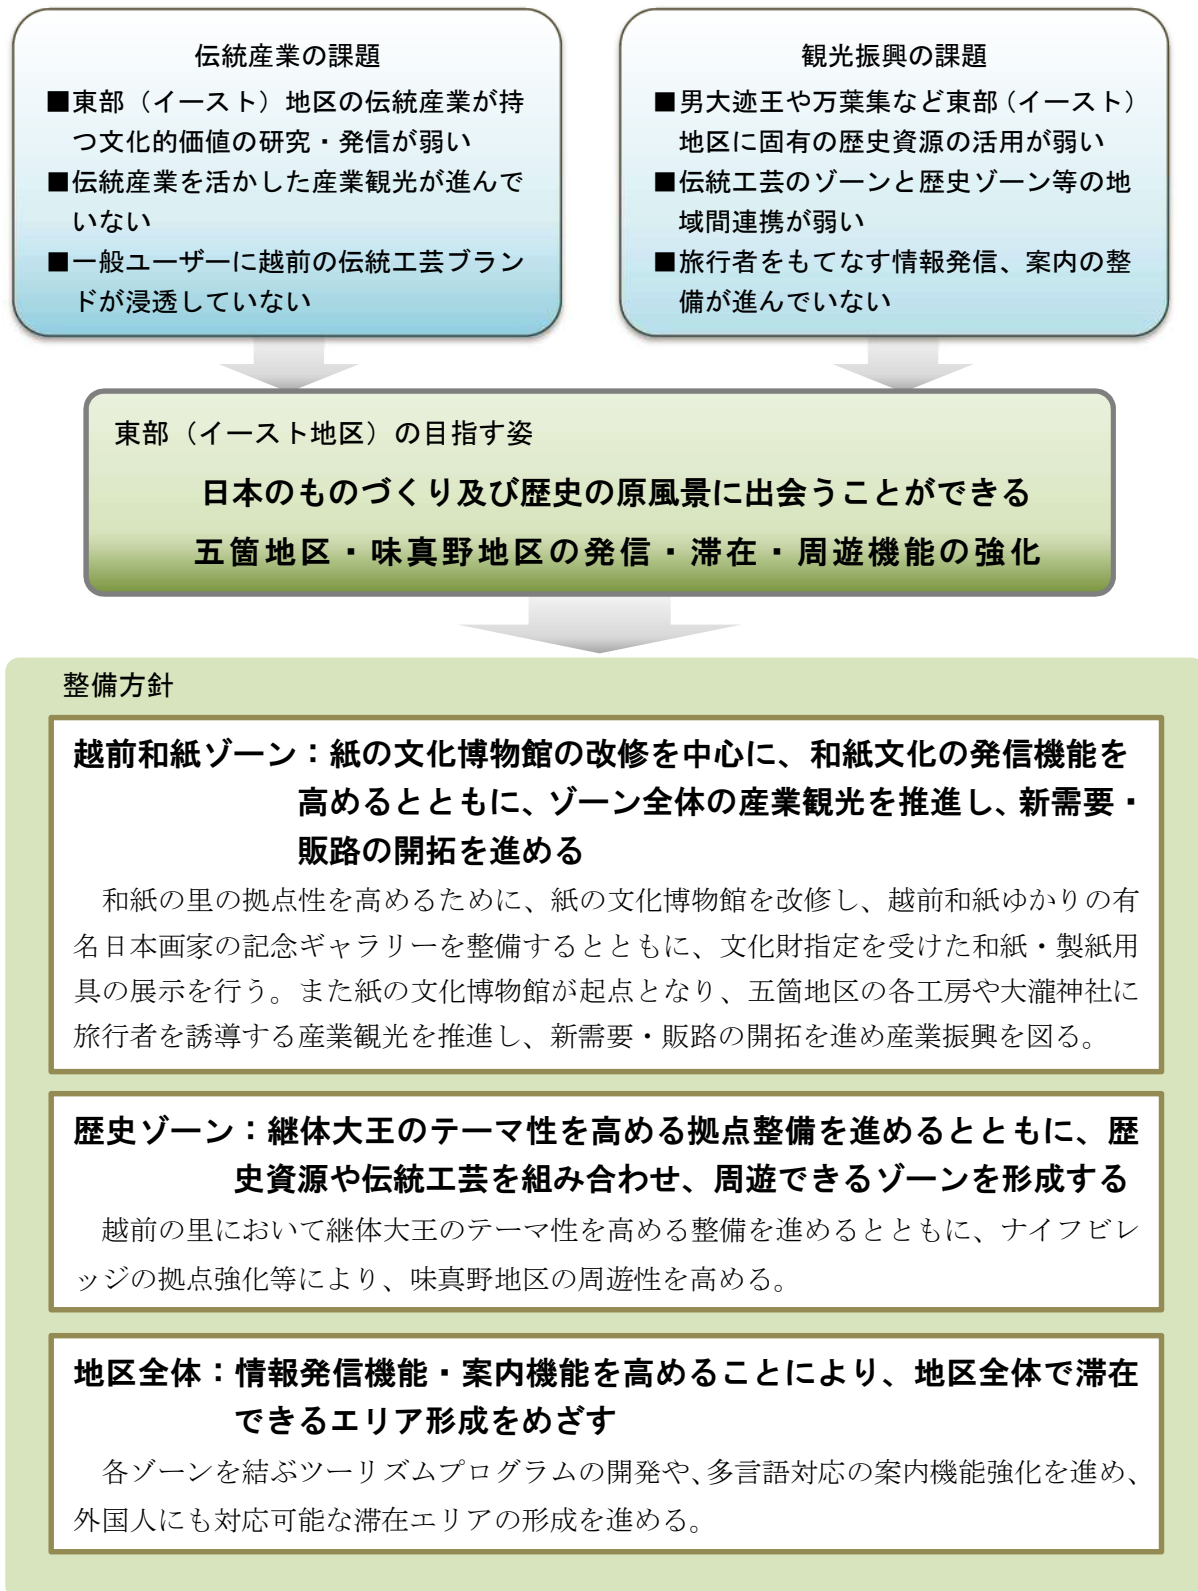 伝統産業の課題
■東部（イースト）地区の伝統産業が持
つ文化的価値の研究・発信が弱い
■伝統産業を活かした産業観光が進んで
いない
■一般ユーザーに越前の伝統工芸ブラン
ドが浸透していない
観光振興の課題
■男大迹王や万葉集など東部（イースト）
地区に固有の歴史資源の活用が弱い
■伝統工芸のゾーンと歴史ゾーン等の地
域間連携が弱い
■旅行者をもてなす情報発信、案内の整
備が進んでいない
東部（イースト地区）の目指す姿
日本のものづくり及び歴史の原風景に出会うことができる
五箇地区・味真野地区の発信・滞在・周遊機能の強化
整備方針
越前和紙ゾーン：紙の文化博物館の改修を中心に、和紙文化の発信機能を
高めるとともに、ゾーン全体の産業観光を推進し、新需要・
販路の開拓を進める
和紙の里の拠点性を高めるために、紙の文化博物館を改修し、越前和紙ゆかりの有
名日本画家の記念ギャラリーを整備するとともに、文化財指定を受けた和紙・製紙用
具の展示を行う。また紙の文化博物館が起点となり、五箇地区の各工房や大瀧神社に
旅行者を誘導する産業観光を推進し、新需要・販路の開拓を進め産業振興を図る。
歴史ゾーン：継体大王のテーマ性を高める拠点整備を進めるとともに、歴
史資源や伝統工芸を組み合わせ、周遊できるゾーンを形成する
越前の里において継体大王のテーマ性を高める整備を進めるとともに、ナイフビレ
ッジの拠点強化等により、味真野地区の周遊性を高める。
地区全体：情報発信機能・案内機能を高めることにより、地区全体で滞在
できるエリア形成をめざす
各ゾーンを結ぶツーリズムプログラムの開発や、多言語対応の案内機能強化を進め、
外国人にも対応可能な滞在エリアの形成を進める。